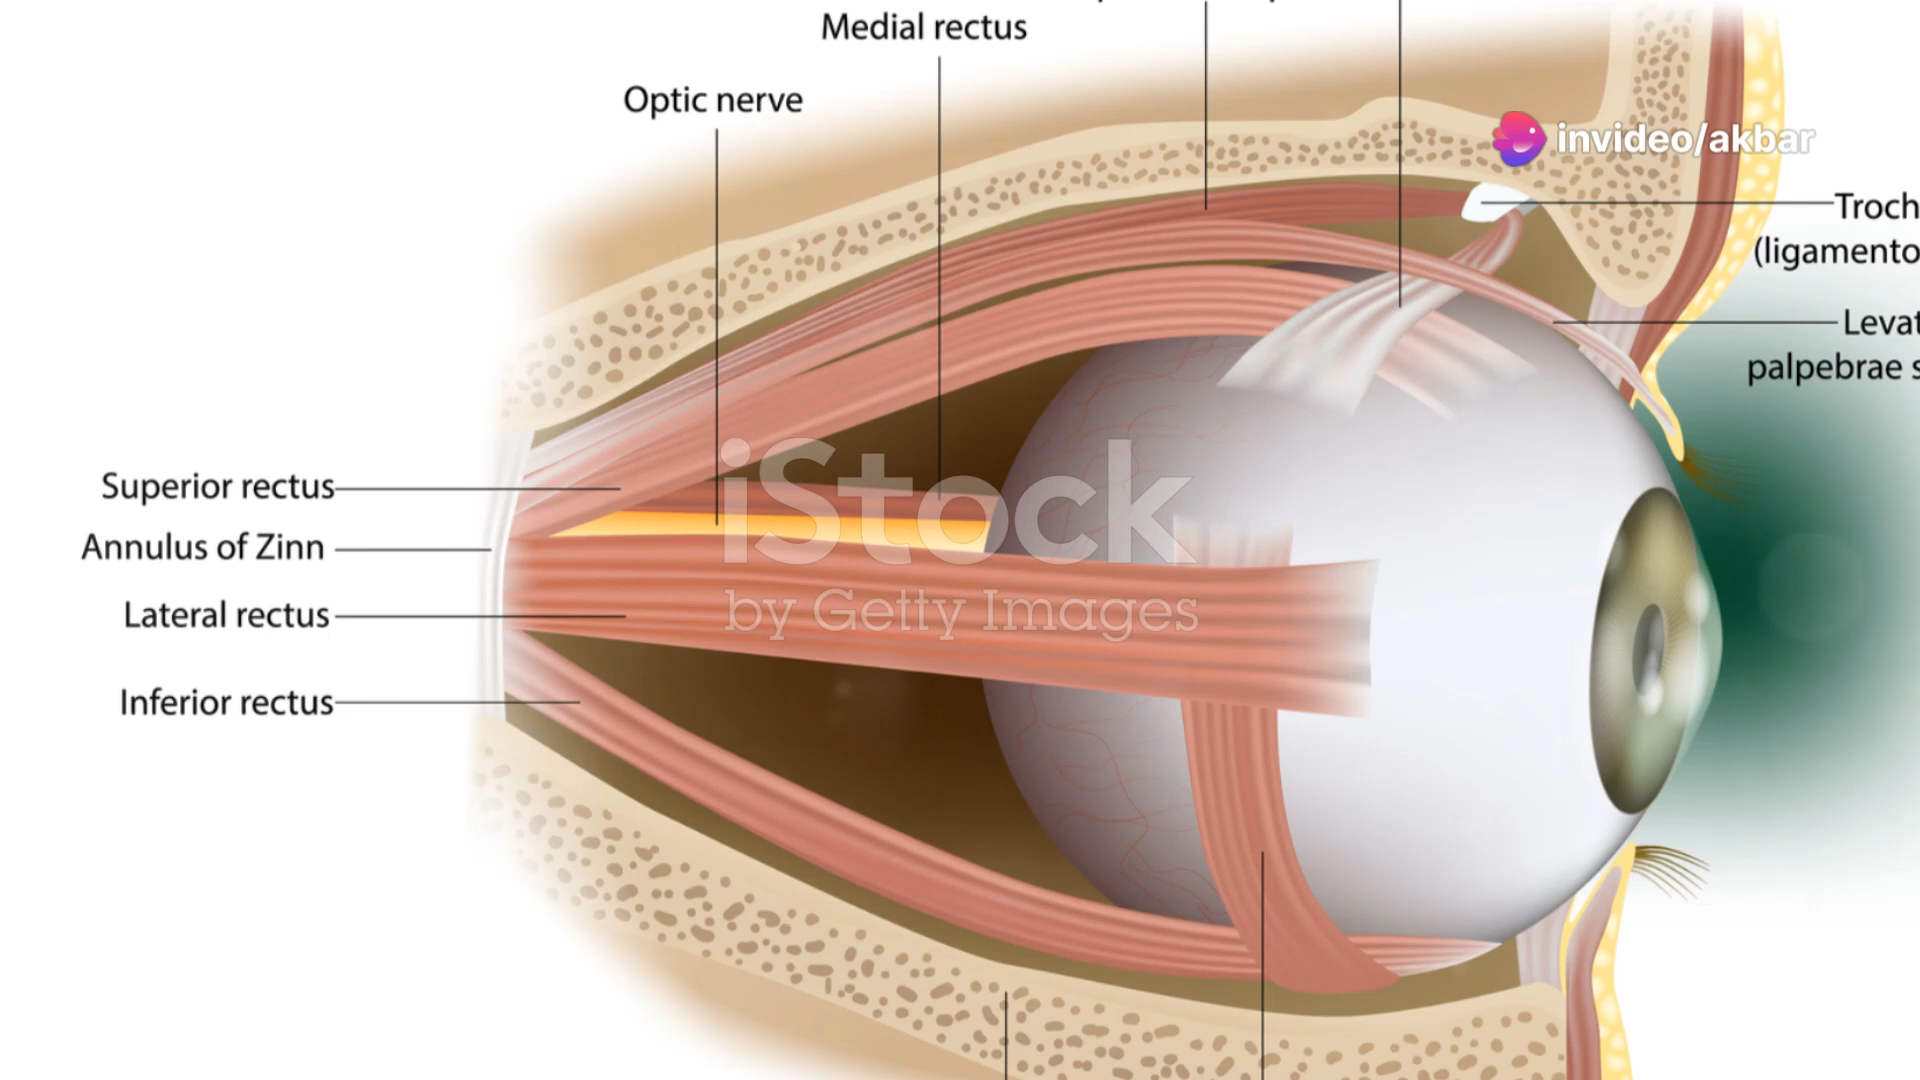 Medial rectus
Optic nerve
invideo/akbar
Troch
(ligamento
Levat
palpebrae s
Superior rectus
Annulus of Zinn
Lateral rectus
Inferior rectus
iStock
by Getty Images